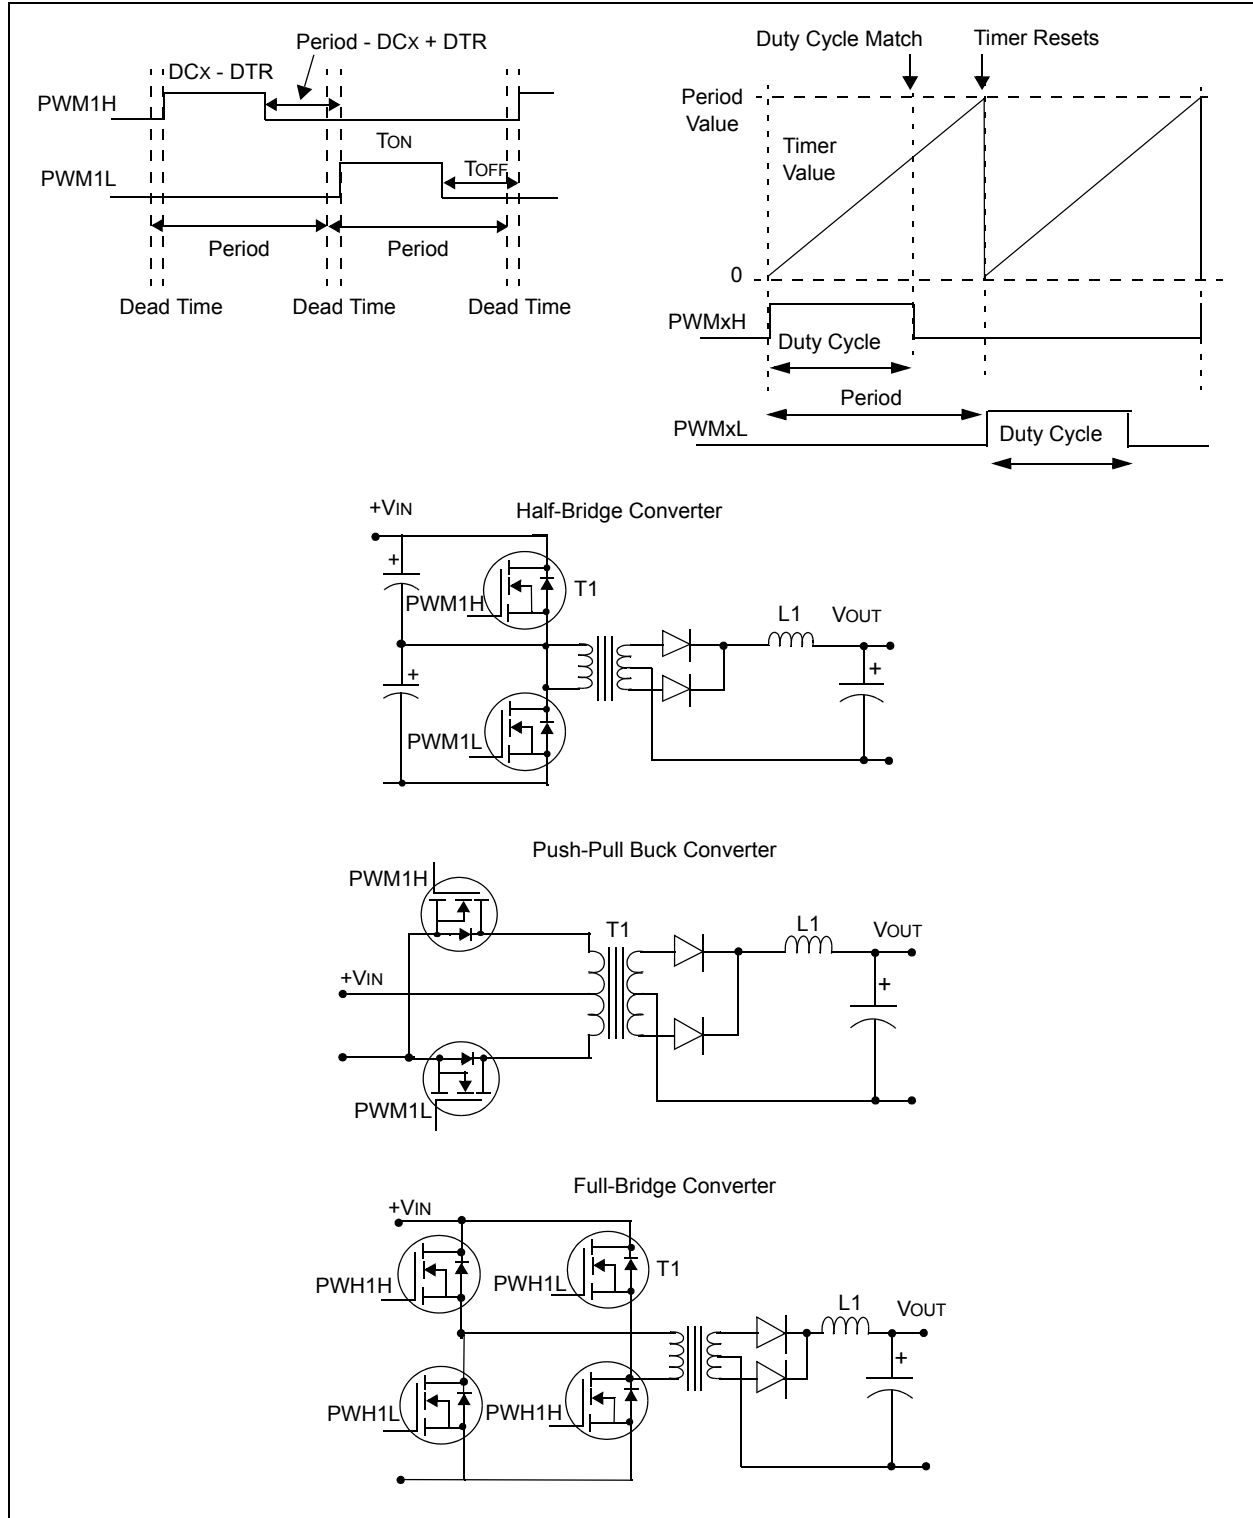 Period - DCx + DTR
DCx - DTR
PWM1H
TON
PWM1L
TOFF
Period
Period
Dead Time
Dead Time
Dead Time
Duty Cycle Match
Timer Resets
Period
Value
Timer
Value
0
PWMxH
Duty Cycle
Period
PWMxL
Duty Cycle
Half-Bridge Converter
+VIN
+
T1
PWM1H
L1
VOUT
+
+
PWM1L
Push-Pull Buck Converter
PWM1H
T1
L1
VOUT
+VIN
+
PWM1L
Full-Bridge Converter
+VIN
PWH1H
PWH1L
T1
L1
VOUT
+
PWH1L
PWH1H